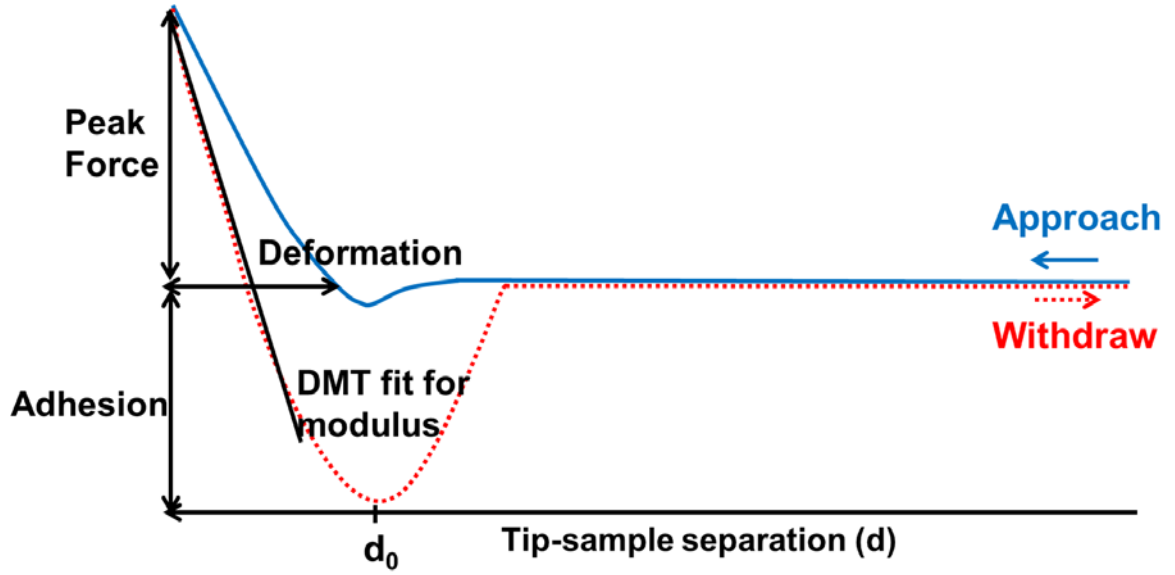 Peak
Force
Approach
Deformation
Withdraw
DMT fit for
modulus
Adhesion
d₀
Tip-sample separation (d)